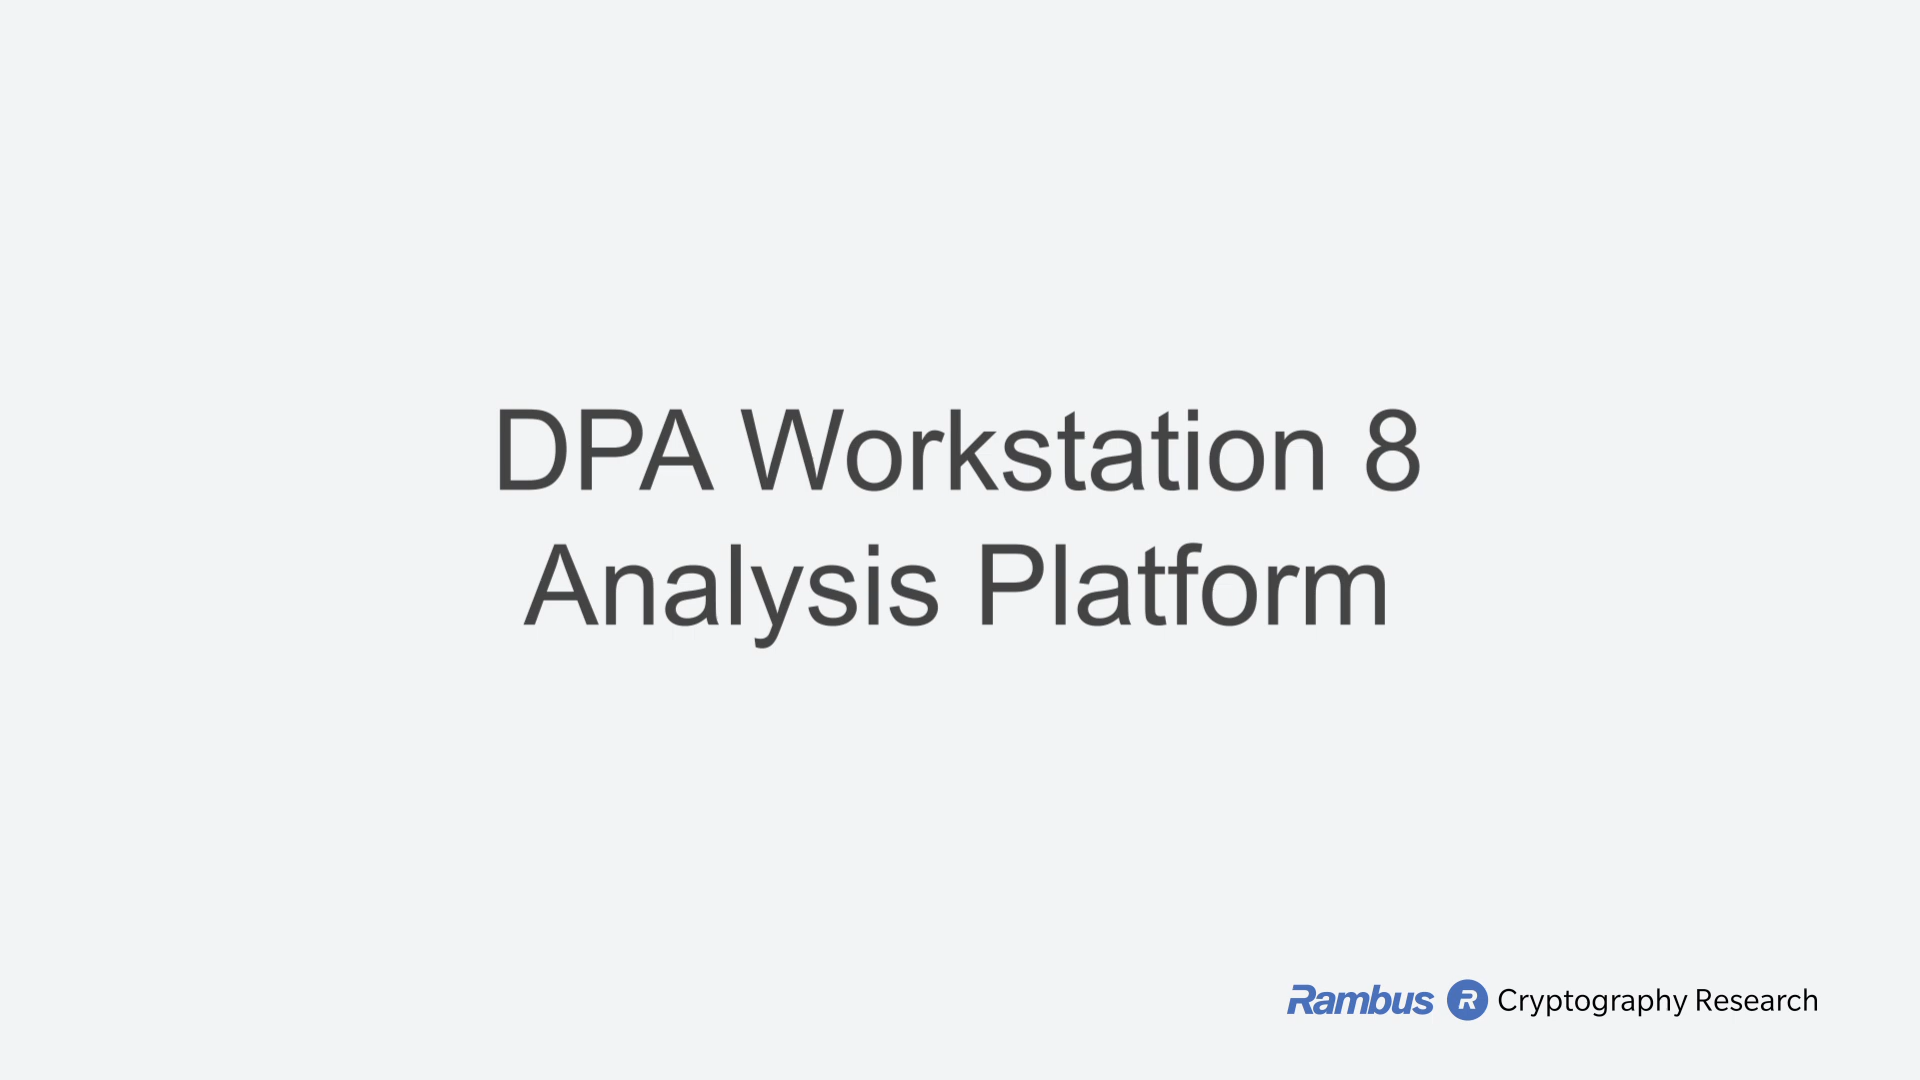 DPA Workstation 8
Analysis Platform
Rambus R Cryptography Research